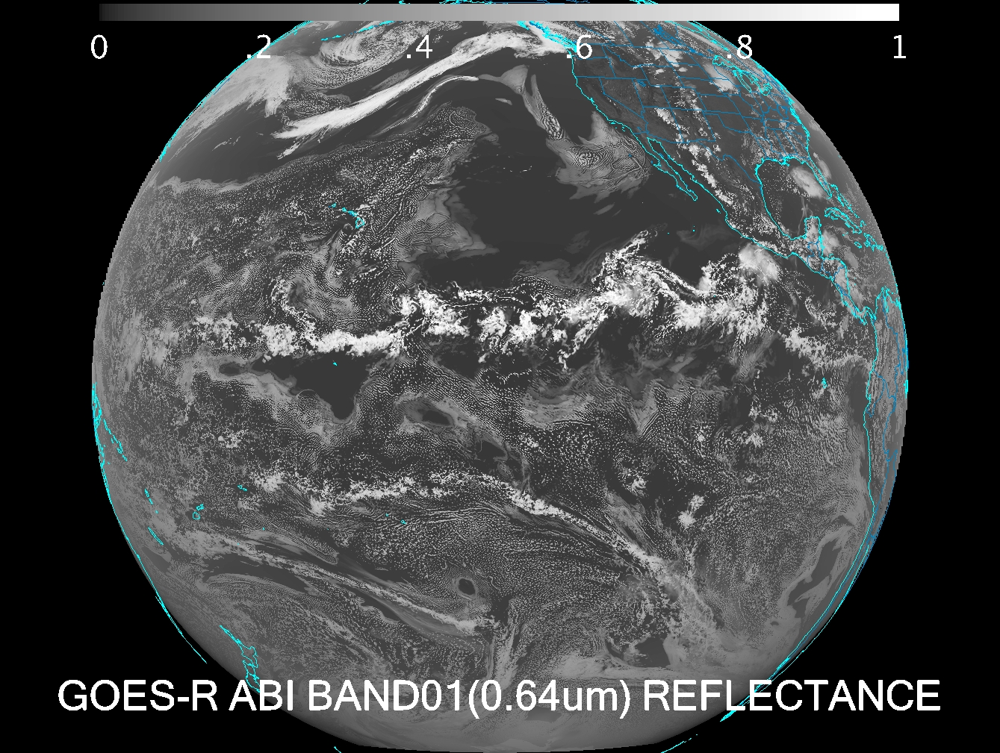 0 .2 .4 .6 .8 1
GOES-R ABI BAND01(0.64um) REFLECTANCE